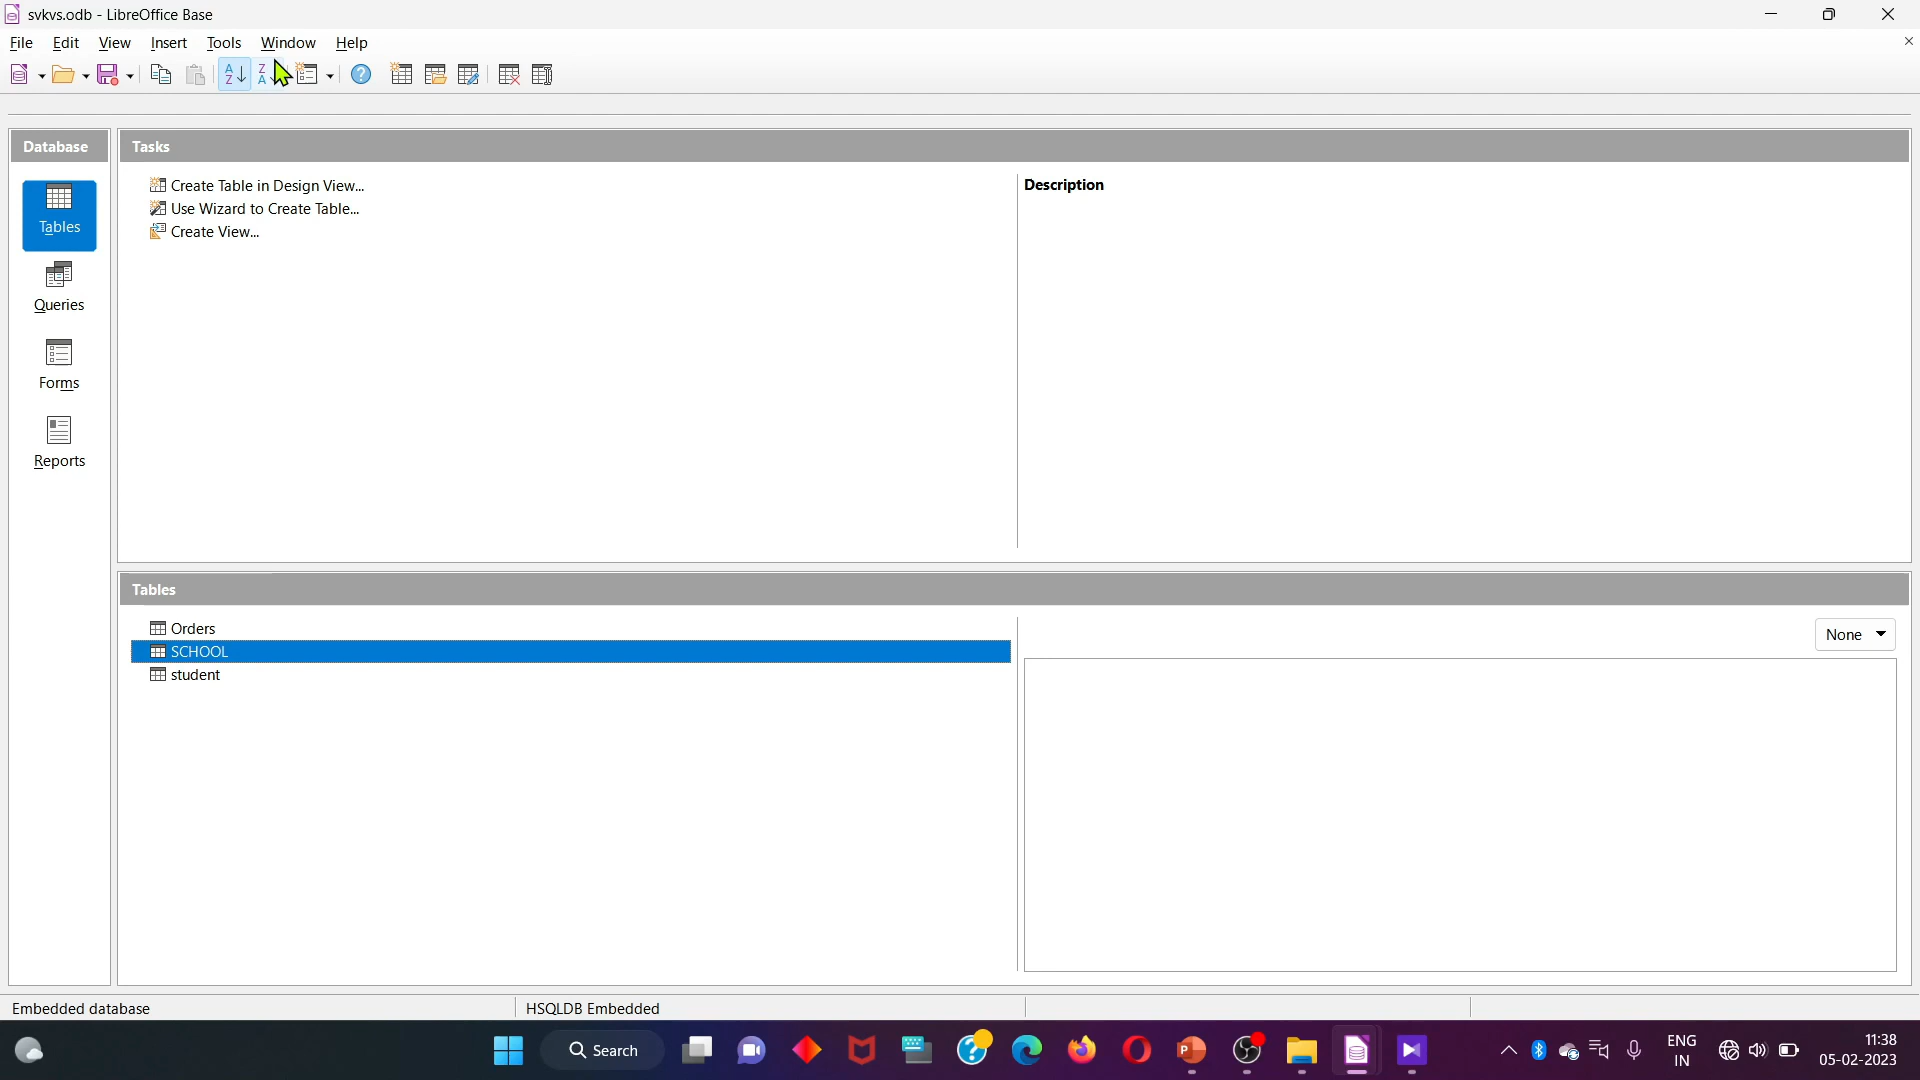 svkvs.odb - LibreOffice Base
File Edit View Insert Tools Window Help
Database
Tasks
Tables
Queries
Forms
Reports
Create Table in Design View...
Use Wizard to Create Table...
Create View...
Description
Tables
Orders
SCHOOL
student
None
Embedded database
HSQLDB Embedded
Search
ENG
IN
11:38
05-02-2023